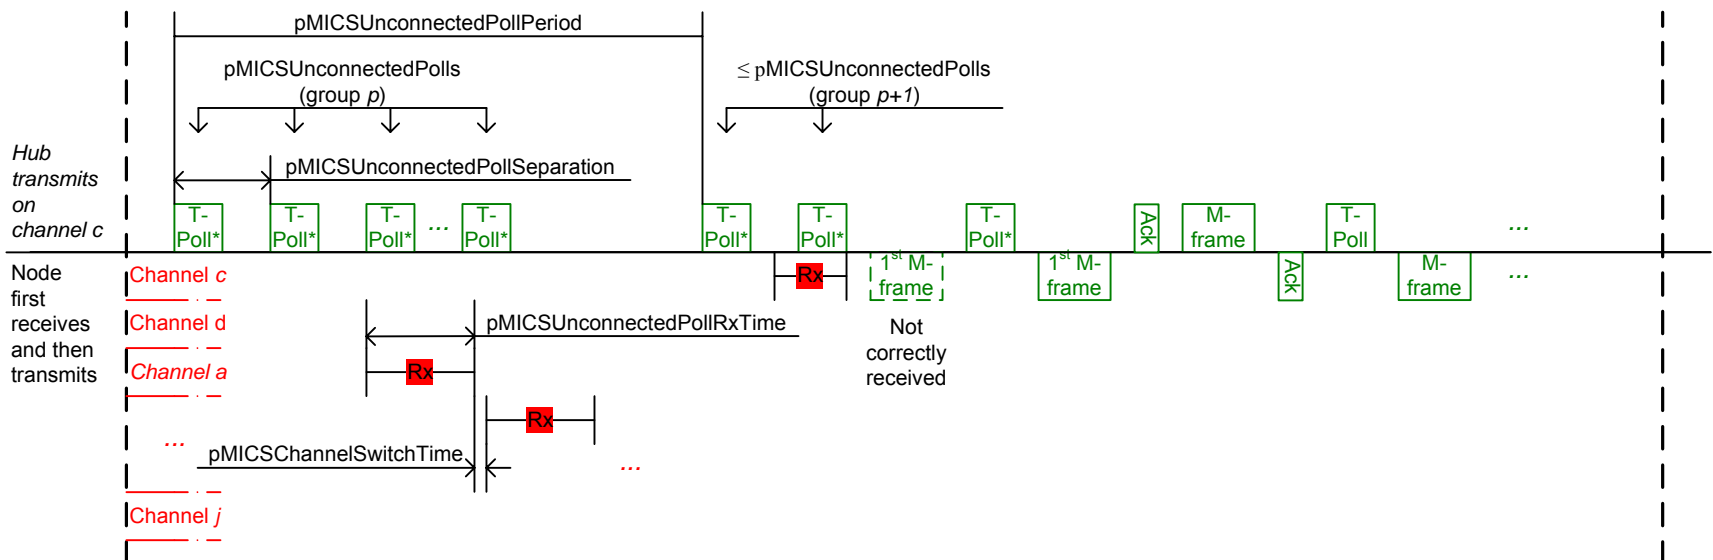 pMICSUnconnectedPollPeriod
pMICSUnconnectedPolls
(group p)
≤ pMICSUnconnectedPolls
(group p+1)
Hub
transmits
on
channel c
pMICSUnconnectedPollSeparation
T-
Poll*
T-
Poll*
T-
Poll*
...
T-
Poll*
T-
Poll*
T-
Poll*
T-
Poll*
Ack
M-
frame
T-
Poll
...
Node
first
receives
and then
transmits
Channel c
Rx
1st M-
frame
1st M-
frame
Ack
M-
frame
...
Channel d
pMICSUnconnectedPollRxTime
Not
correctly
received
Channel a
Rx
Rx
...
pMICSChannelSwitchTime
...
Channel j